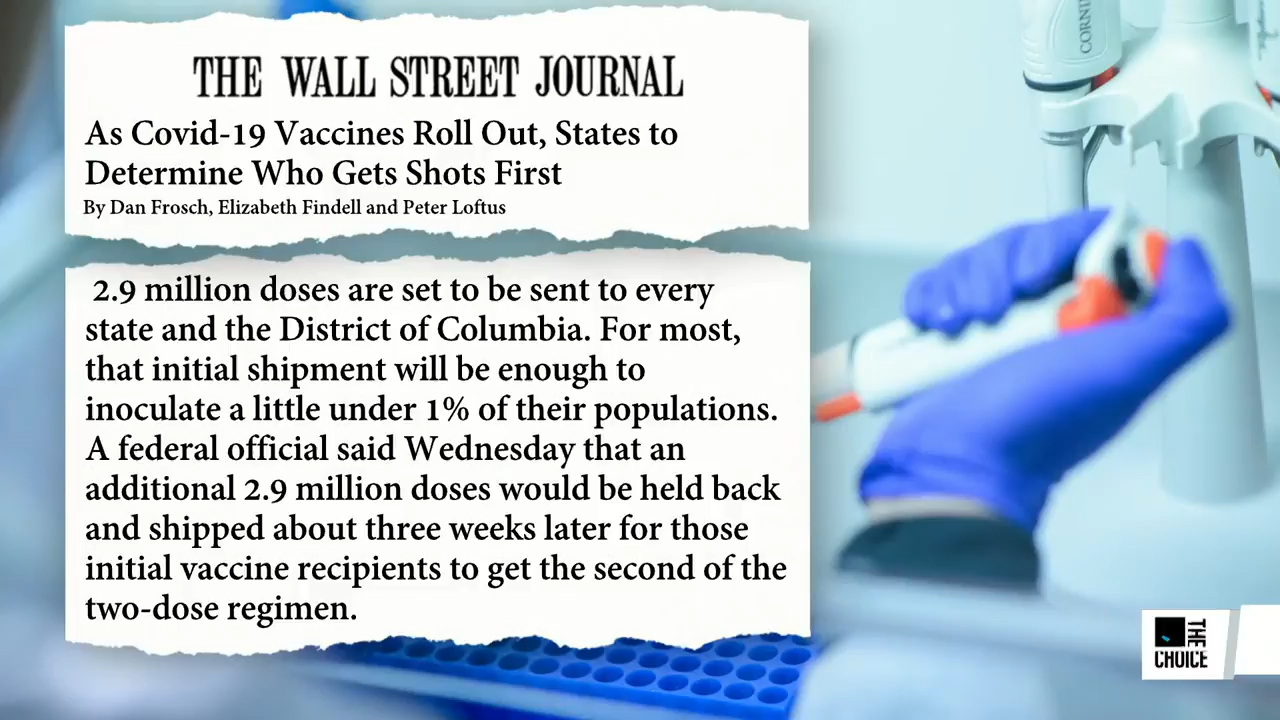 THE WALL STREET JOURNAL
As Covid-19 Vaccines Roll Out, States to
Determine Who Gets Shots First
By Dan Frosch, Elizabeth Findell and Peter Loftus
2.9 million doses are set to be sent to every
state and the District of Columbia. For most,
that initial shipment will be enough to
inoculate a little under 1% of their populations.
A federal official said Wednesday that an
additional 2.9 million doses would be held back
and shipped about three weeks later for those
initial vaccine recipients to get the second of the
two-dose regimen.
CORNIN
THE
CHOICE